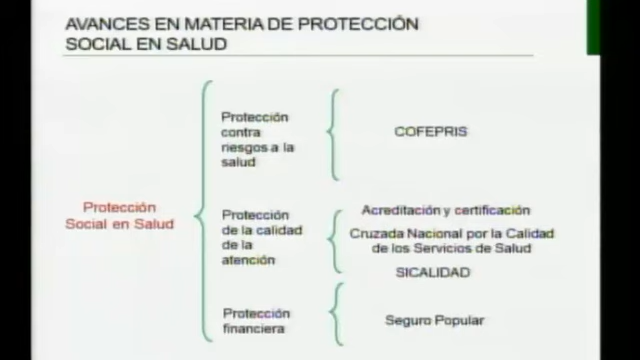 AVANCES EN MATERIA DE PROTECCIÓN
SOCIAL EN SALUD
Protección
Social en Salud
Protección
contra
riesgos a la
salud
COFEPRIS
Protección
de la calidad
de la
atención
Acreditación y certificación
Cruzada Nacional por la Calidad
de los Servicios de Salud
SICALIDAD
Protección
financiera
Seguro Popular